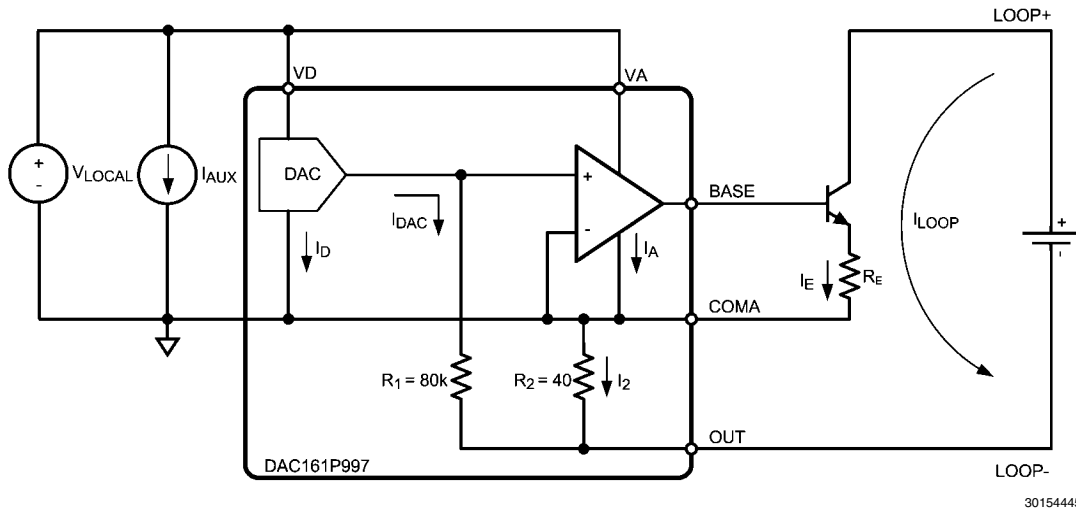 LOOP+
VD
VA
+
-
VLOCAL
IAUX
DAC
+
-
BASE
IDAC
ID
IA
ILOOP
+
-
IE
RE
COMA
R1 = 80k
R2 = 40
I2
OUT
DAC161P997
LOOP-
30154445